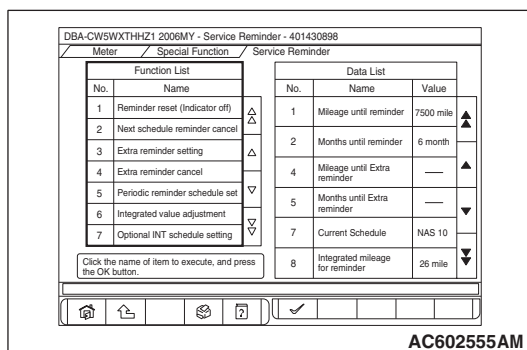 DBA-CW5WXTHHZ1 2006MY - Service Reminder - 401430898
Meter / Special Function / Service Reminder
Function List
No. Name
1 Reminder reset (Indicator off)
2 Next schedule reminder cancel
3 Extra reminder setting
4 Extra reminder cancel
5 Periodic reminder schedule set
6 Integrated value adjustment
7 Optional INT schedule setting
Click the name of item to execute, and press
the OK button.
Data List
No. Name Value
1 Mileage until reminder 7500 mile
2 Months until reminder 6 month
4 Mileage until Extra
reminder
5 Months until Extra
reminder
7 Current Schedule NAS 10
8 Integrated mileage
for reminder 26 mile
?
AC602555AM